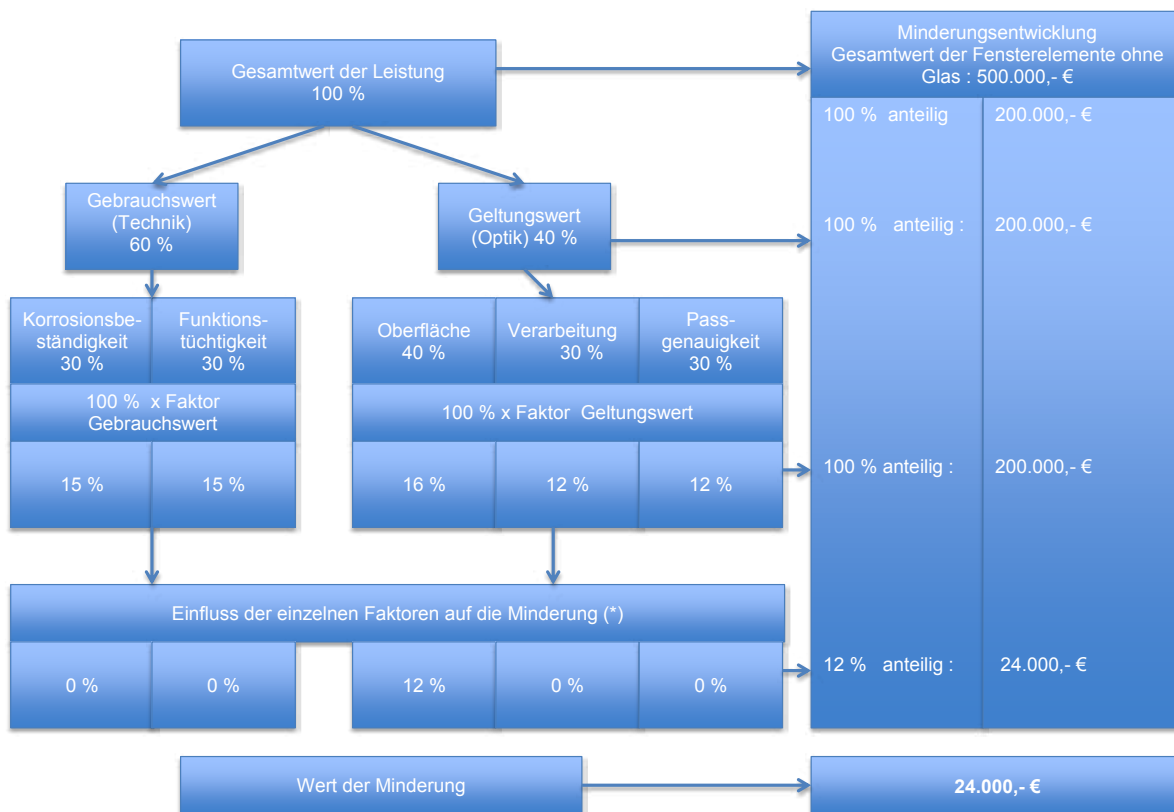 Gesamtwert der Leistung
100 %
Minderungsentwicklung
Gesamtwert der Fensterelemente ohne
Glas : 500.000,- €
100 % anteilig
200.000,- €
Gebrauchswert
(Technik)
60 %
Geltungswert
(Optik) 40 %
100 % anteilig :
200.000,- €
Korrosionsbe-
ständigkeit
30 %
Funktions-
tüchtigkeit
30 %
Oberfläche
40 %
Verarbeitung
30 %
Pass-
genauigkeit
30 %
100 % x Faktor
Gebrauchswert
100 % x Faktor Geltungswert
15 %
15 %
16 %
12 %
12 %
100 % anteilig :
200.000,- €
Einfluss der einzelnen Faktoren auf die Minderung (*)
0 %
0 %
12 %
0 %
0 %
12 % anteilig :
24.000,- €
Wert der Minderung
24.000,- €